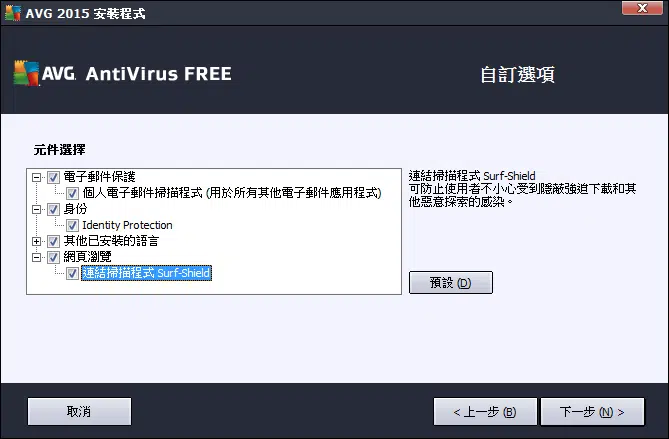 AVG 2015 安裝程式
AVG. AntiVirus FREE
自訂選項
元件選擇
電子郵件保護
個人電子郵件掃描程式 (用於所有其他電子郵件應用程式)
身份
Identity Protection
其他已安裝的語言
網頁瀏覽
連結掃描程式 Surf-Shield
連結掃描程式 Surf-Shield
可防止使用者不小心受到隱蔽強迫下載和其
他惡意探索的感染。
預設 (D)
取消
< 上一步 (B)
下一步 (N) >